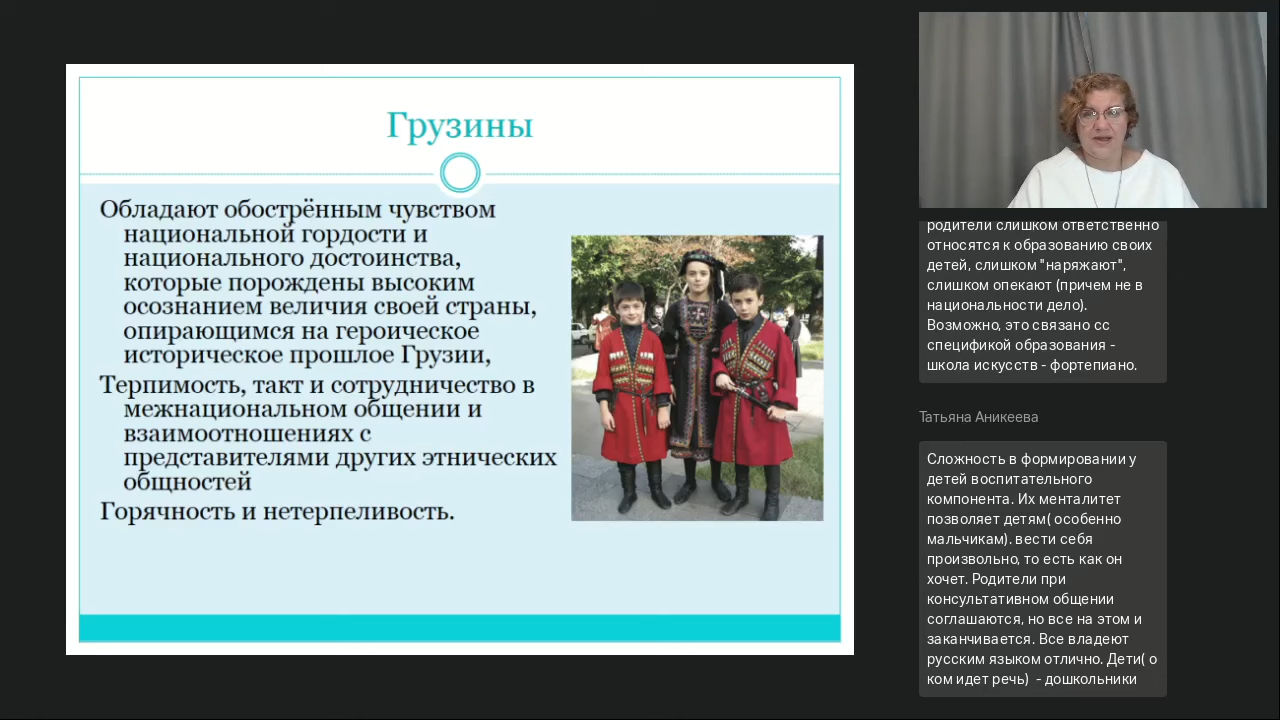 Грузины
Обладают обострённым чувством
национальной гордости и
национального достоинства,
которые порождены высоким
осознанием величия своей страны,
опирающимся на героическое
историческое прошлое Грузии,
Терпимость, такт и сотрудничество в
межнациональном общении и
взаимоотношениях с
представителями других этнических
общностей
Горячность и нетерпеливость.
родители слишком ответственно
относятся к образованию своих
детей, слишком "наряжают",
слишком опекают (причем не в
национальности дело).
Возможно, это связано сс
спецификой образования -
школа искусств - фортепиано.
Татьяна Аникеева
Сложность в формировании у
детей воспитательного
компонента. Их менталитет
позволяет детям( особенно
мальчикам). вести себя
произвольно, то есть как он
хочет. Родители при
консультативном общении
соглашаются, но все на этом и
заканчивается. Все владеют
русским языком отлично. Дети( о
ком идет речь)  - дошкольники